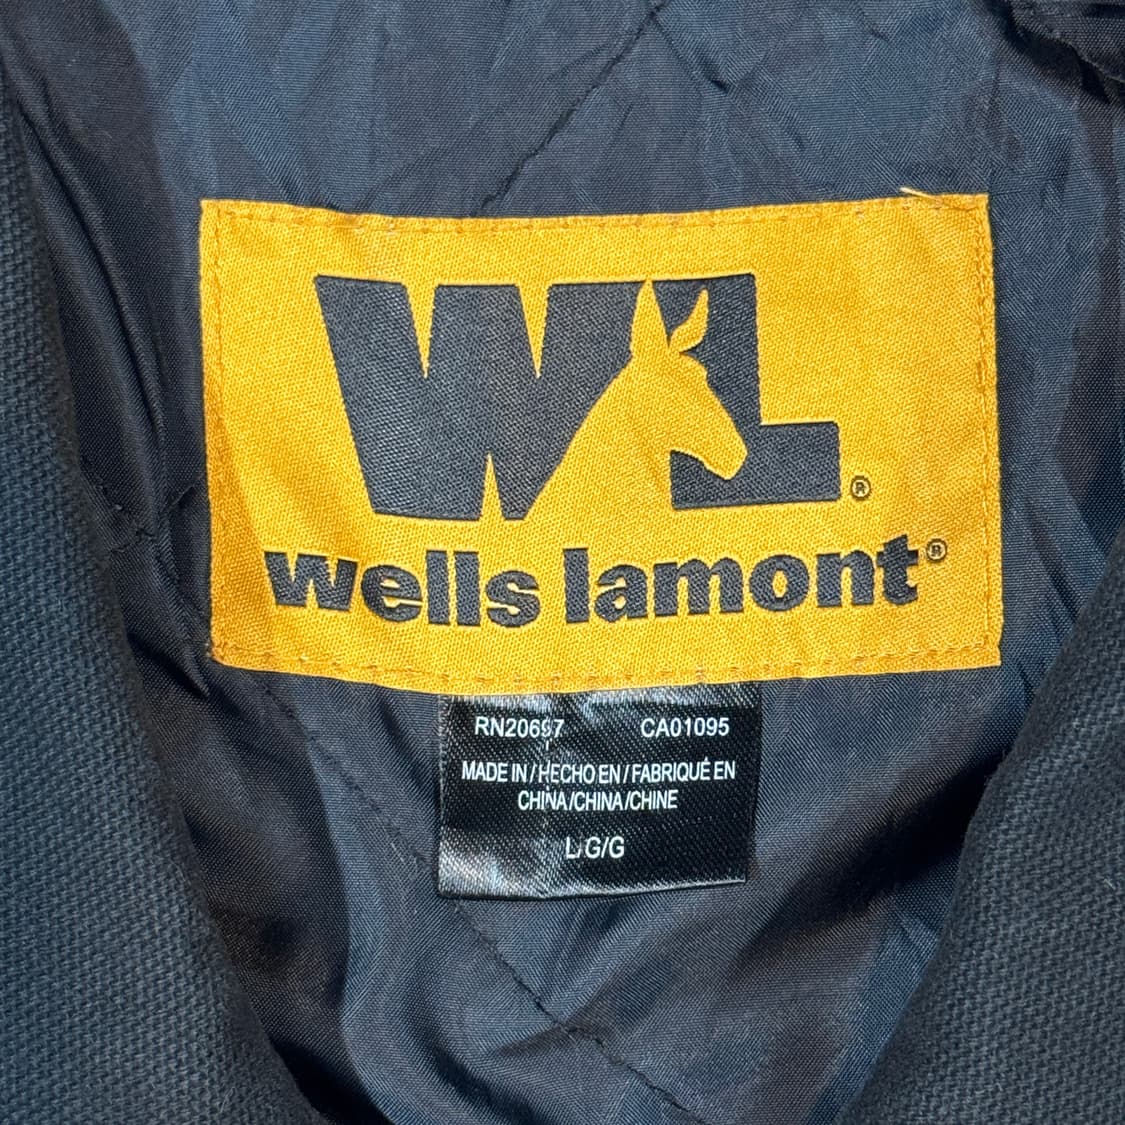 WL®
wells lamont®
RN20697 CA01095
MADE IN / HECHO EN / FABRIQUÉ EN
CHINA/CHINA/CHINE
L/G/G